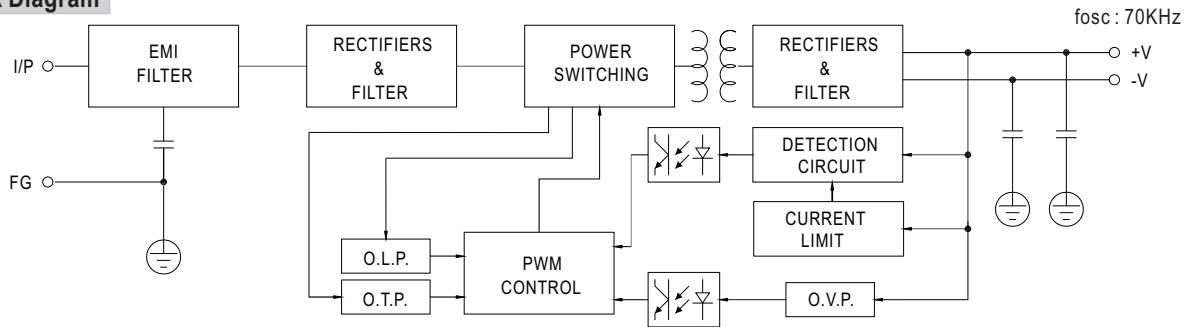 Diagram
fosc : 70KHz
I/P
EMI
FILTER
RECTIFIERS
&
FILTER
POWER
SWITCHING
RECTIFIERS
&
FILTER
+V
-V
FG
DETECTION
CIRCUIT
CURRENT
LIMIT
O.L.P.
O.T.P.
PWM
CONTROL
O.V.P.